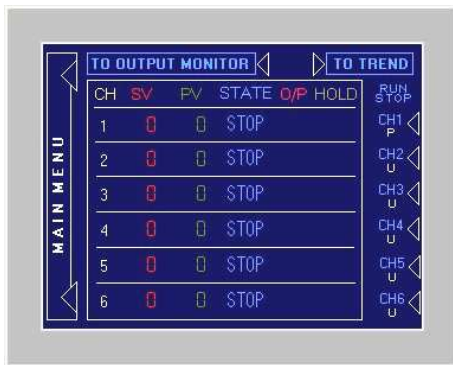 TO OUTPUT MONITOR TO TREND
CH SV PV STATE O/P HOLD RUN STOP
1 0 0 STOP CH1 P
2 0 0 STOP CH2 U
3 0 0 STOP CH3 U
4 0 0 STOP CH4 U
5 0 0 STOP CH5 U
6 0 0 STOP CH6 U
MAIN MENU